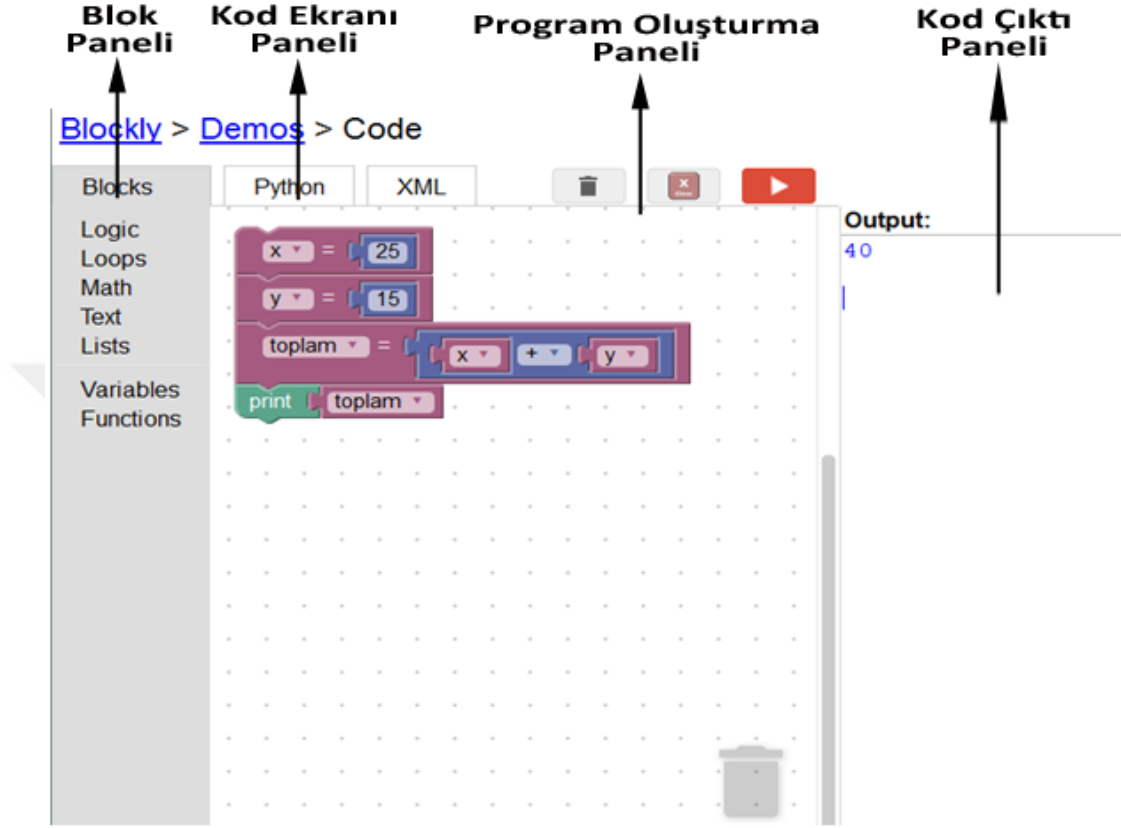 Blok
Paneli
Kod Ekranı
Paneli
Program Oluşturma
Paneli
Kod Çıktı
Paneli
Blockly > Demos > Code
Blocks
Python
XML
Clear
Logic
Loops
Math
Text
Lists
Variables
Functions
x = 25
y = 15
toplam = x + y
print toplam
Output:
40